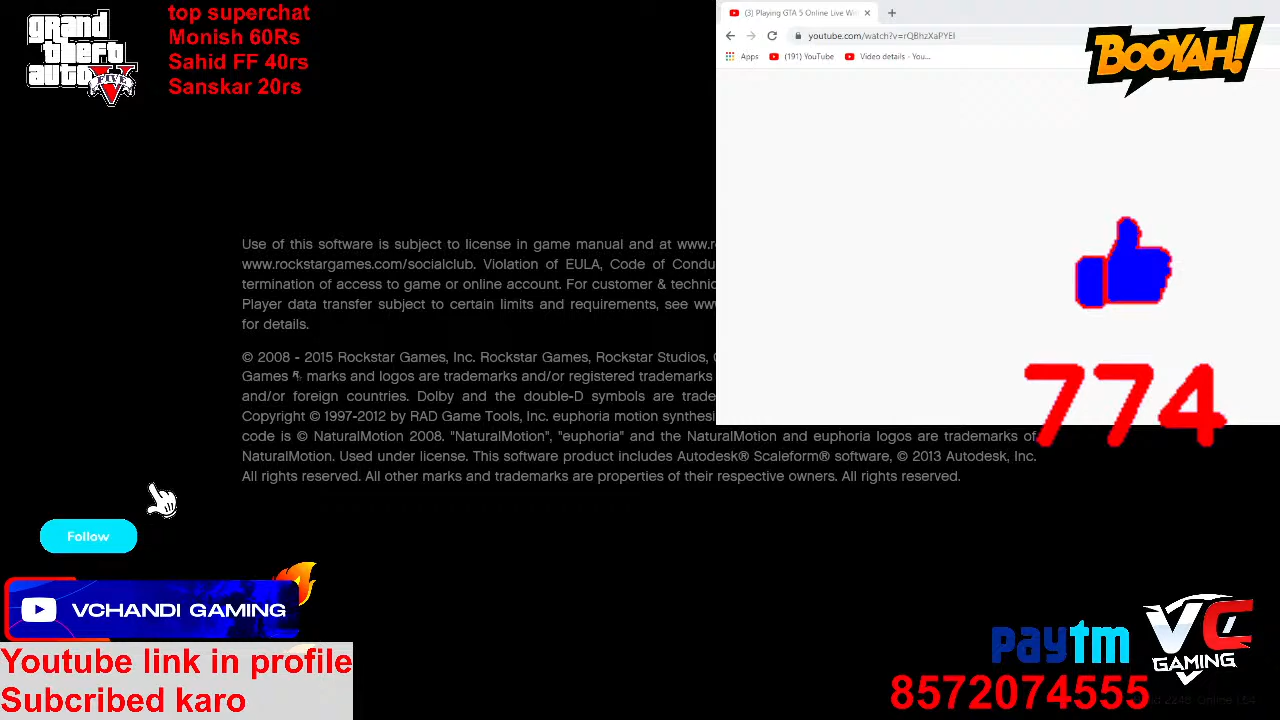 grand
theft
auto
FIVE
top superchat
Monish 60Rs
Sahid FF 40rs
Sanskar 20rs
(3) Playing GTA 5 Online Live Wi
youtube.com/watch?v=rQBhzXaPYEI
Apps
(191) YouTube
Video details - You...
BOOYAH!
Use of this software is subject to license in game manual and at
www.rockstargames.com/socialclub. Violation of EULA, Code of Condu
termination of access to game or online account. For customer & technic
Player data transfer subject to certain limits and requirements, see
for details.
© 2008 - 2015 Rockstar Games, Inc. Rockstar Games, Rockstar Studios,
Games marks and logos are trademarks and/or registered trademarks
and/or foreign countries. Dolby and the double-D symbols are trade
Copyright © 1997-2012 by RAD Game Tools, Inc. euphoria motion synthesi
code is © NaturalMotion 2008. "NaturalMotion", "euphoria" and the NaturalMotion and euphoria logos are trademarks of
NaturalMotion. Used under license. This software product includes Autodesk® Scaleform® software, © 2013 Autodesk, Inc.
All rights reserved. All other marks and trademarks are properties of their respective owners. All rights reserved.
774
Follow
VCHANDI GAMING
Youtube link in profile
Subcribed karo
paytm
8572074555
VC
GAMING